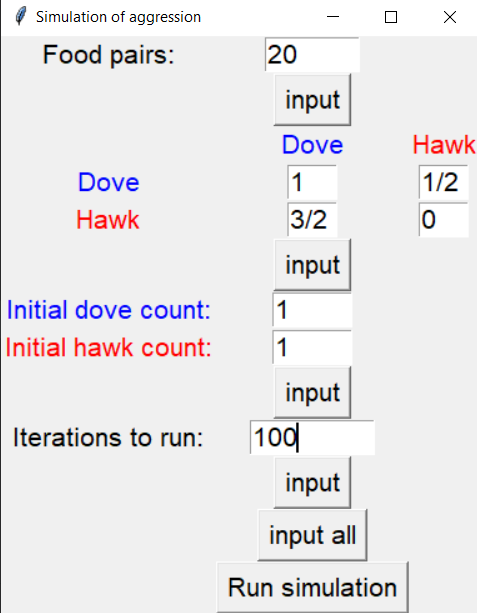 Simulation of aggression
Food pairs: 20
input
Dove Hawk
Dove 1 1/2
Hawk 3/2 0
input
Initial dove count: 1
Initial hawk count: 1
input
Iterations to run: 100
input
input all
Run simulation